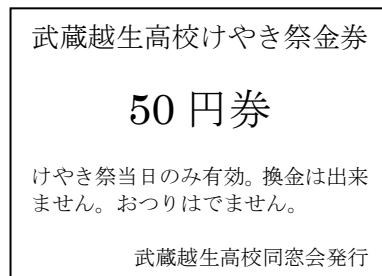 武蔵越生高校けやき祭金券
50 円券
けやき祭当日のみ有効。換金は出来
ません。おつりはでません。
武蔵越生高校同窓会発行